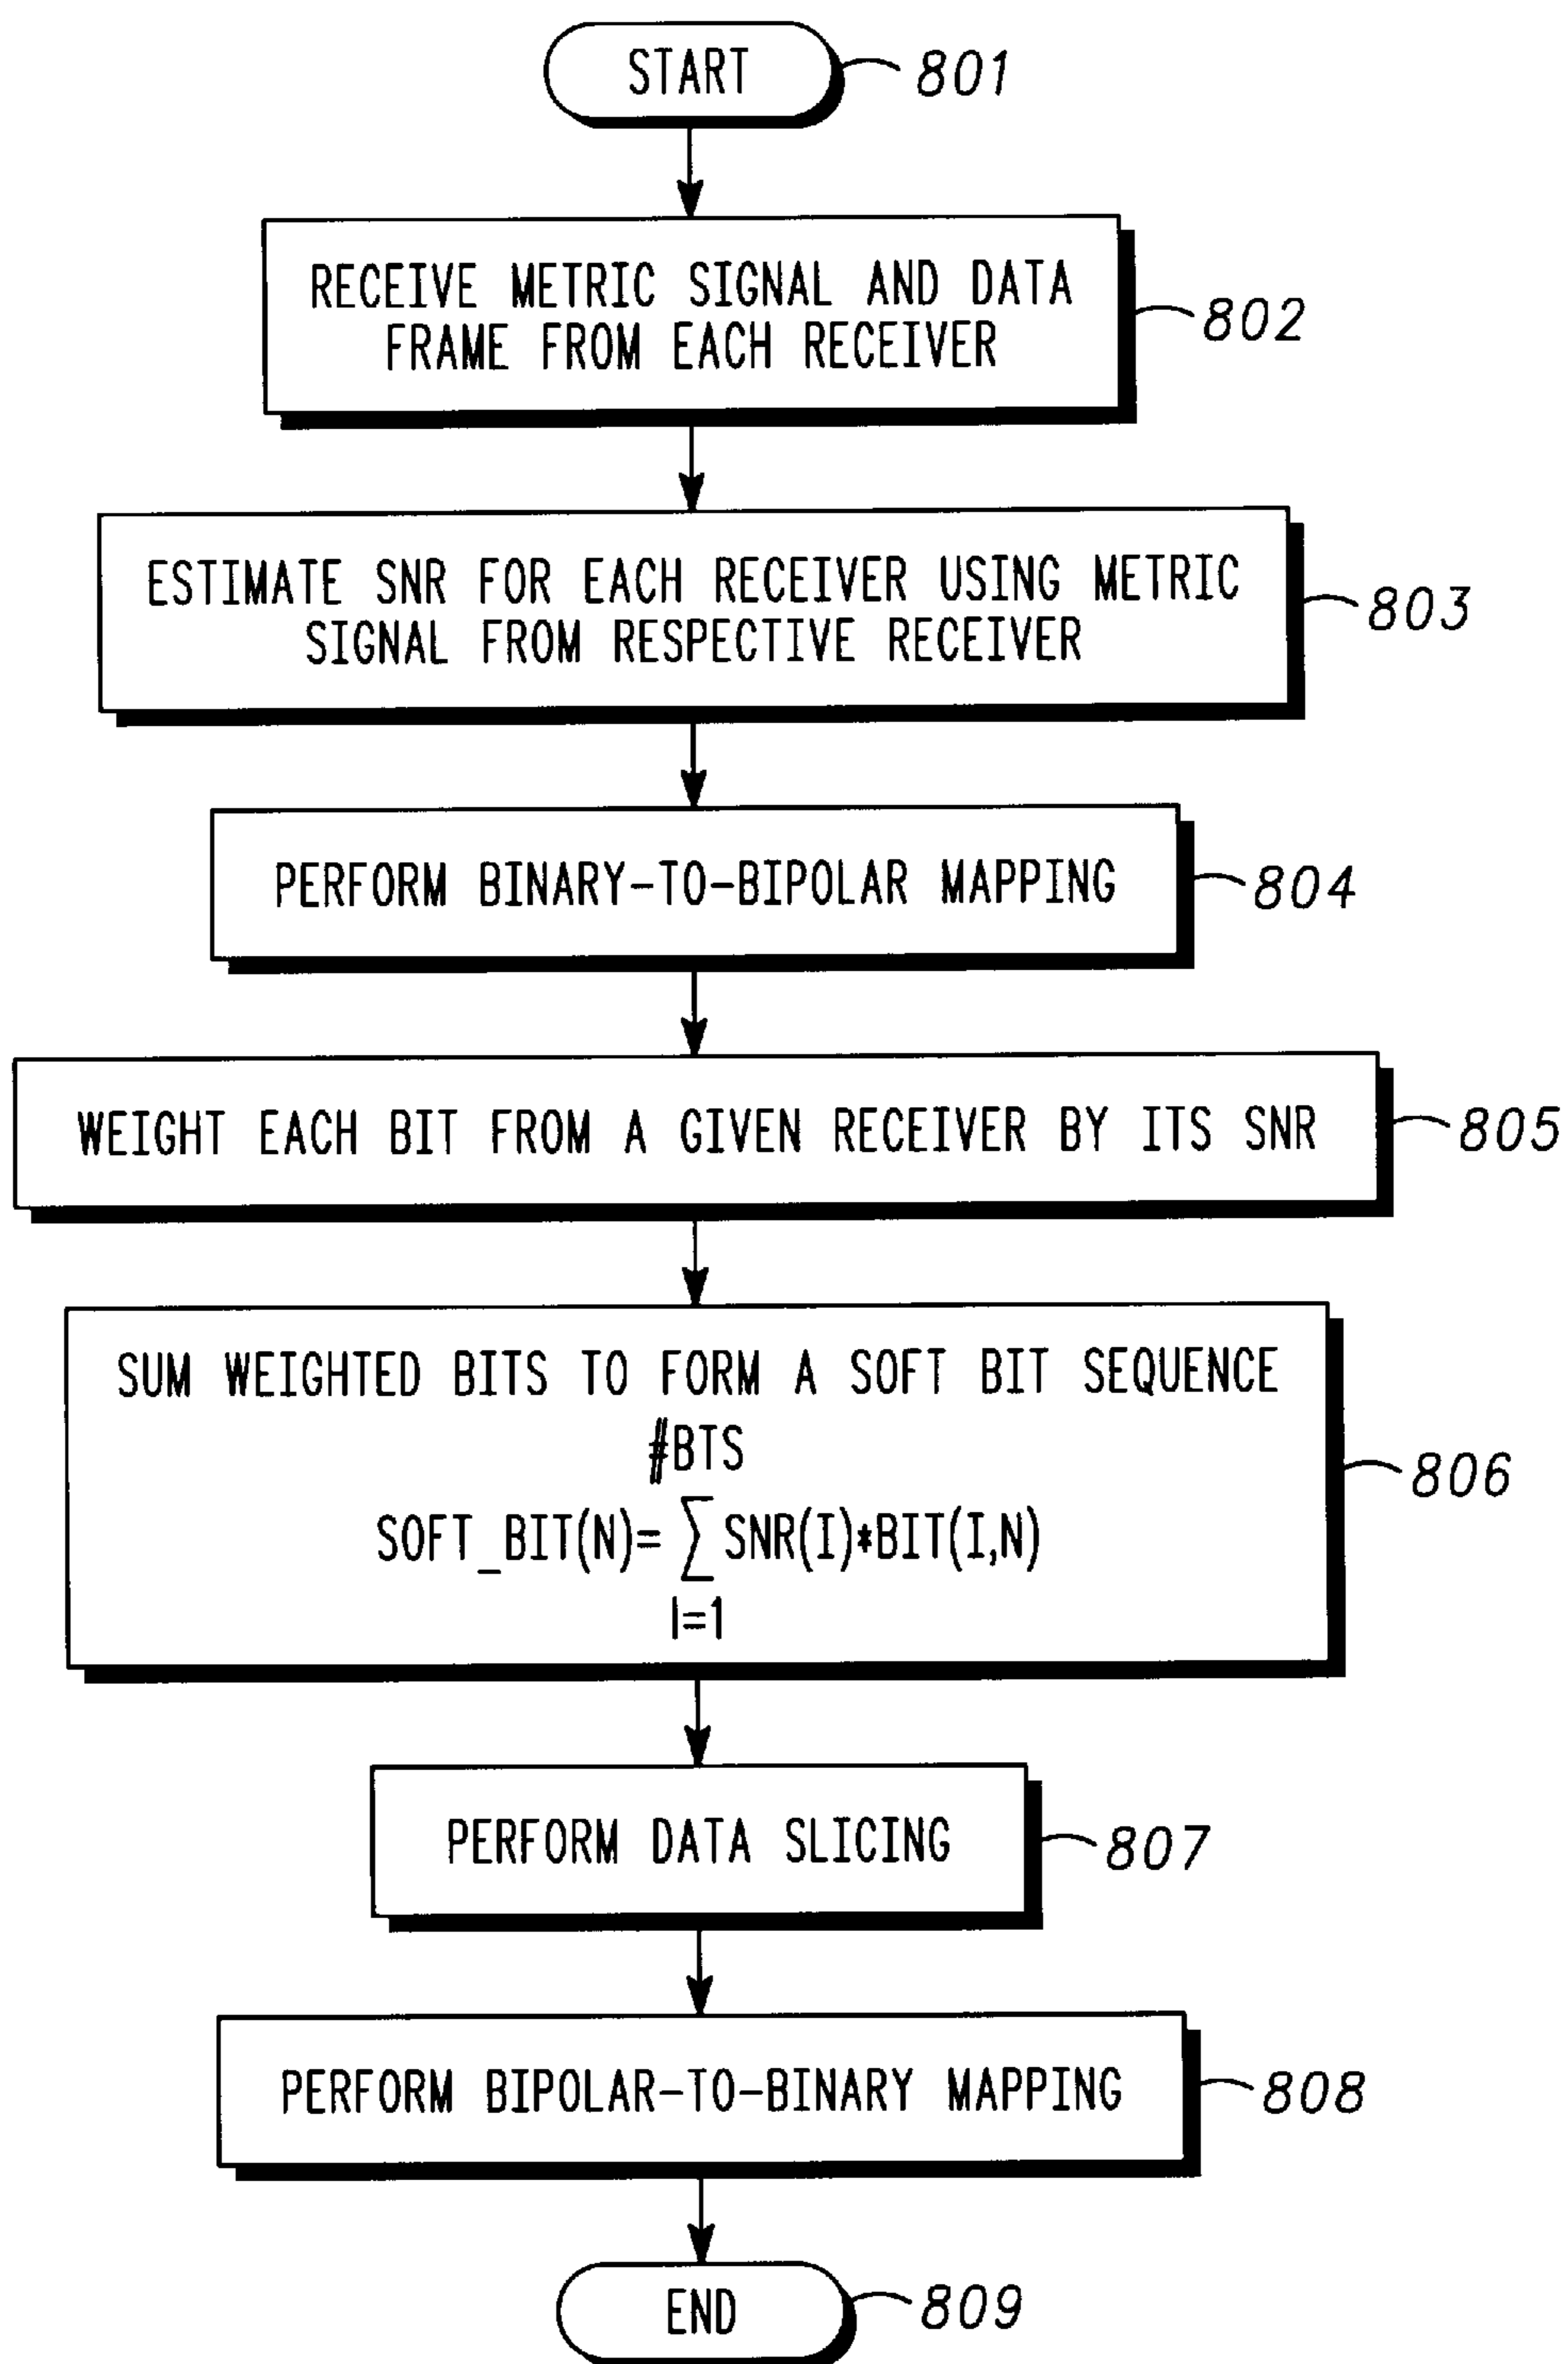 START
801
RECEIVE METRIC SIGNAL AND DATA
FRAME FROM EACH RECEIVER
802
ESTIMATE SNR FOR EACH RECEIVER USING METRIC
SIGNAL FROM RESPECTIVE RECEIVER
803
PERFORM BINARY-TO-BIPOLAR MAPPING
804
WEIGHT EACH BIT FROM A GIVEN RECEIVER BY ITS SNR
805
SUM WEIGHTED BITS TO FORM A SOFT BIT SEQUENCE
#BTS
SOFT_BIT(N)= ∑ SNR(I)*BIT(I,N)
I=1
806
PERFORM DATA SLICING
807
PERFORM BIPOLAR-TO-BINARY MAPPING
808
END
809